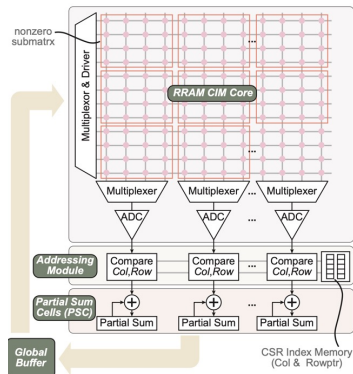 nonzero
submatrx
Multiplexor & Driver
...
RRAM CIM Core
...
Multiplexer Multiplexer ... Multiplexer
ADC ADC ... ADC
Addressing
Module
Compare
Col,Row
Compare
Col,Row
...
Compare
Col,Row
Partial Sum
Cells (PSC)
+ + ... +
Partial Sum Partial Sum Partial Sum
Global
Buffer
CSR Index Memory
(Col & Rowptr)